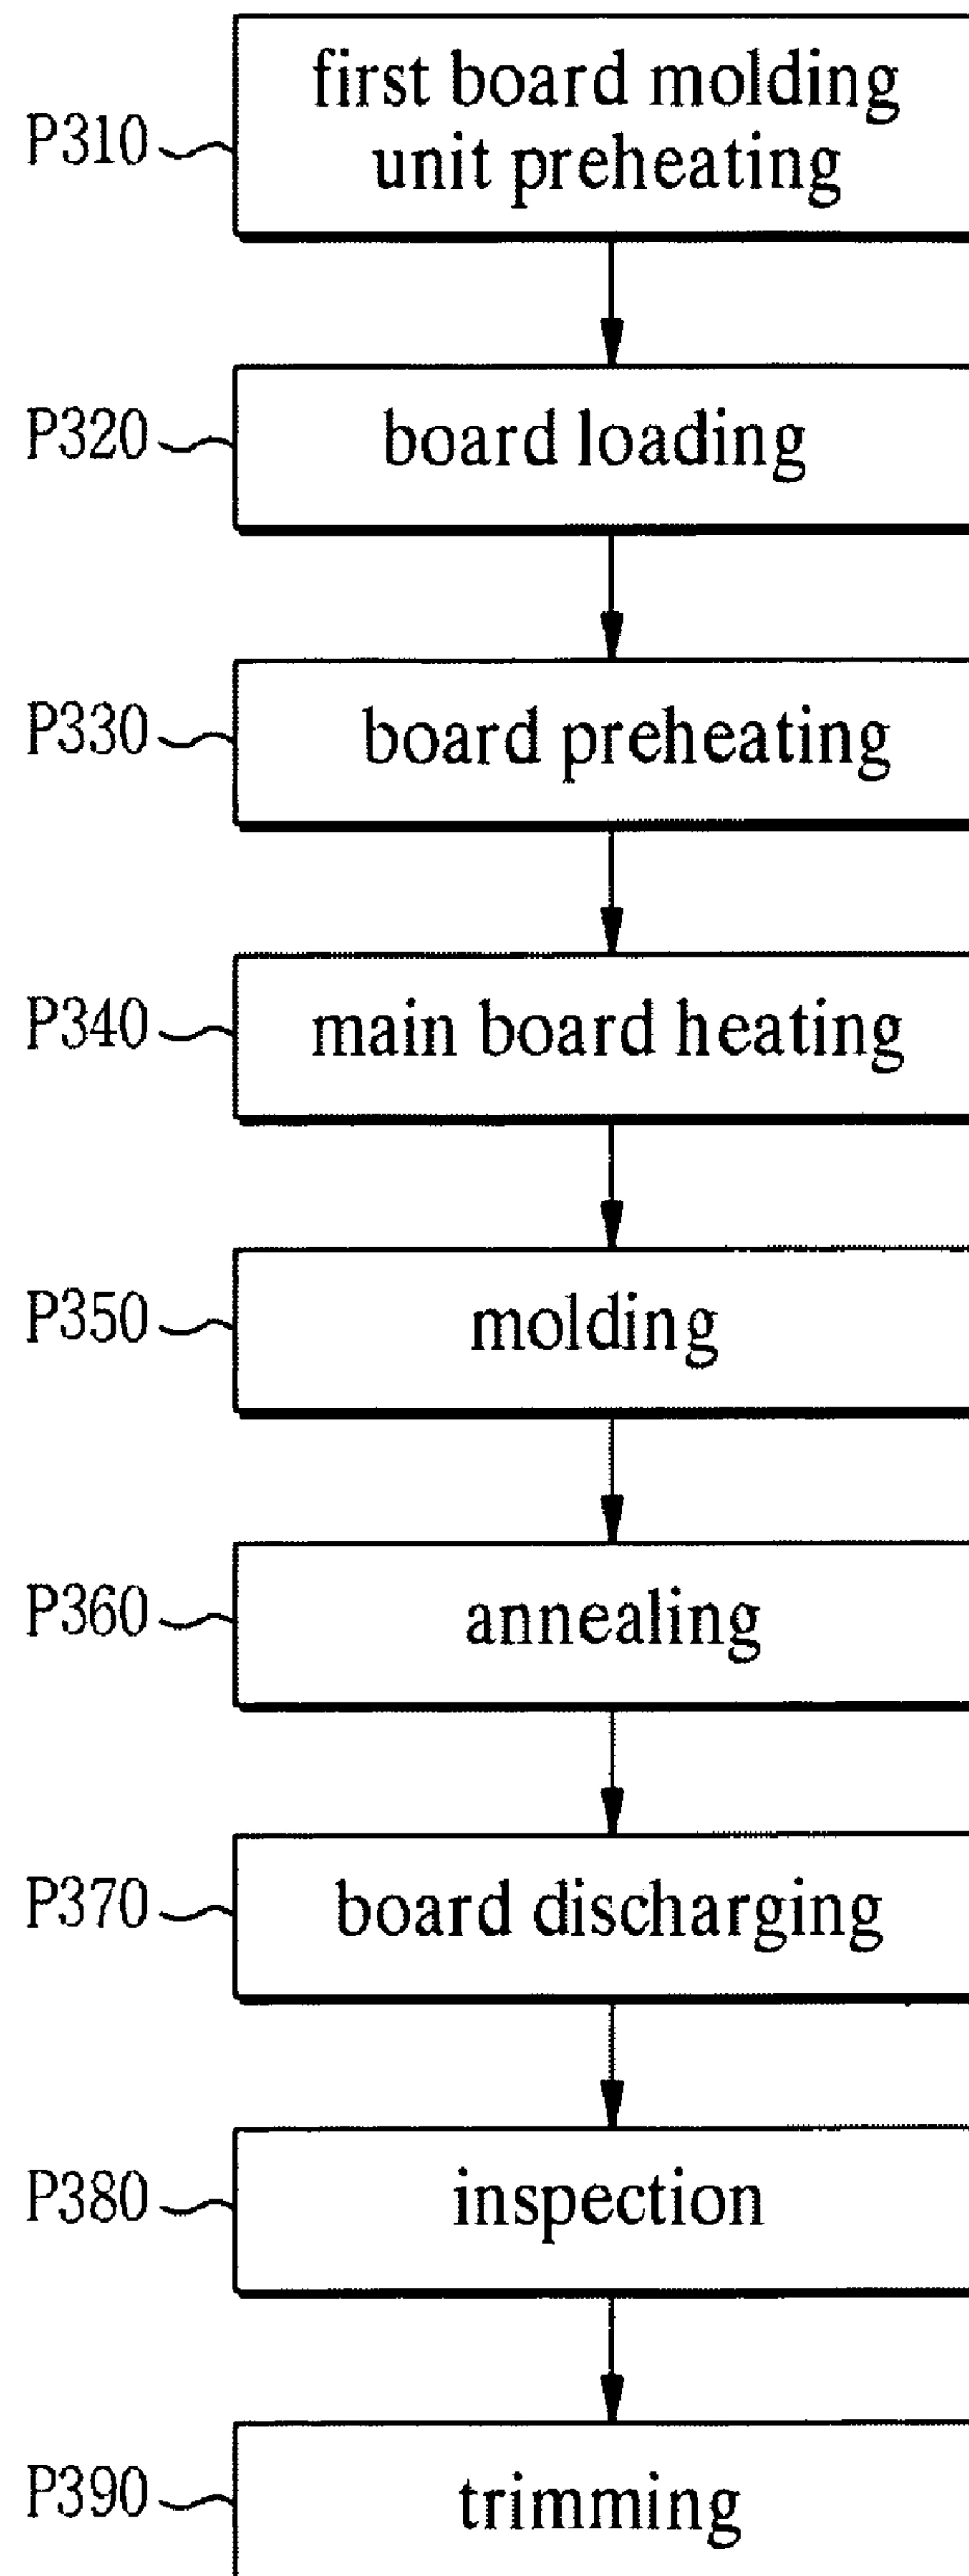 first board molding
P310
unit preheating
P320
board loading
P330
board preheating
P340
main board heating
P350
molding
P360
annealing
P370
board discharging
P380
inspection
P390
trimming